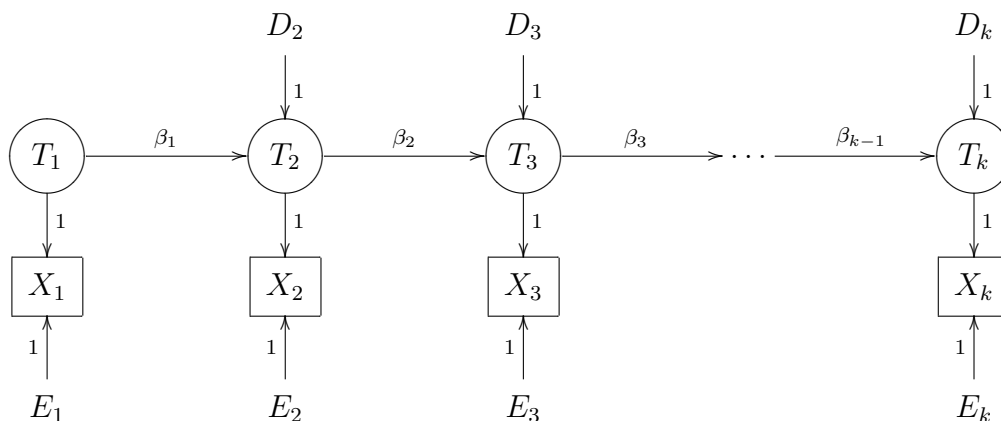 D₂ D₃ Dₖ
1 1 1
T₁ β₁ T₂ β₂ T₃ β₃ ⋯ βₖ₋₁ Tₖ
1 1 1 1
X₁ X₂ X₃ Xₖ
1 1 1 1
E₁ E₂ E₃ Eₖ